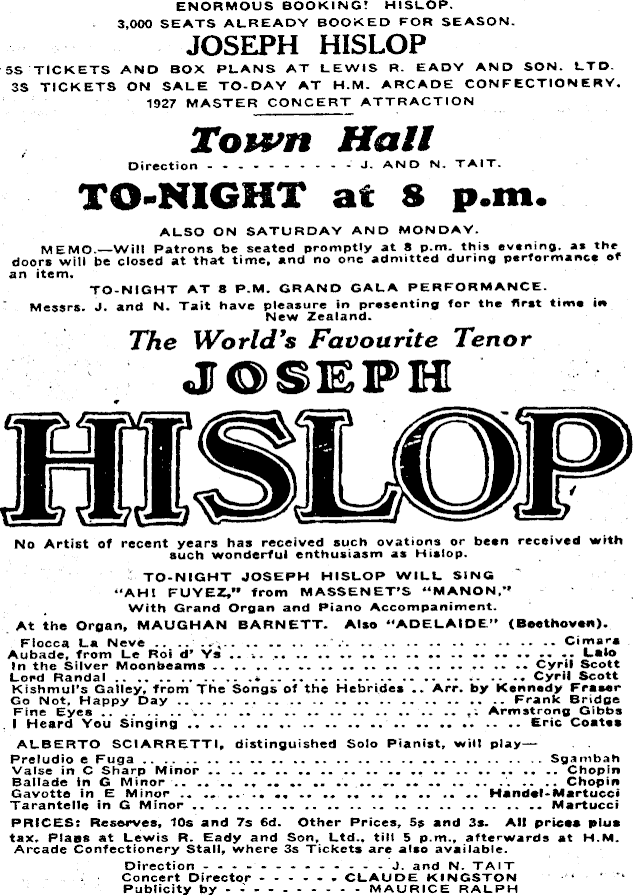 ENORMOUS BOOKING! HISLOP.
3,000 SEATS ALREADY BOOKED FOR SEASON.
JOSEPH HISLOP
5S TICKETS AND BOX PLANS AT LEWIS R. EADY AND SON. LTD.
3S TICKETS ON SALE TO-DAY AT H.M. ARCADE CONFECTIONERY.
1927 MASTER CONCERT ATTRACTION
Town Hall
Direction - - - - - - - - - - J. AND N. TAIT.
TO-NIGHT at 8 p.m.
ALSO ON SATURDAY AND MONDAY.
MEMO.—Will Patrons be seated promptly at 8 p.m. this evening. as the
doors will be closed at that time, and no one admitted during performance of
an item.
TO-NIGHT AT 8 P.M. GRAND GALA PERFORMANCE.
Messrs. J. and N. Tait have pleasure in presenting for the first time in
New Zealand.
The World's Favourite Tenor
JOSEPH
HISLOP
No Artist of recent years has received such ovations or been received with
such wonderful enthusiasm as Hislop.
TO-NIGHT JOSEPH HISLOP WILL SING
"AH! FUYEZ," from MASSENET'S "MANON,"
With Grand Organ and Piano Accompaniment.
At the Organ, MAUGHAN BARNETT. Also "ADELAIDE" (Beethoven).
Fiocca La Neve .. .. .. .. .. .. .. .. .. .. .. .. .. .. Cimara
Aubade, from Le Roi d' Ys .. .. .. .. .. .. .. .. .. .. .. .. Lalo
In the Silver Moonbeams .. .. .. .. .. .. .. .. .. .. Cyril Scott
Lord Randal .. .. .. .. .. .. .. .. .. .. .. .. .. Cyril Scott
Kishmul's Galley, from The Songs of the Hebrides .. Arr. by Kennedy Fraser
Go Not, Happy Day .. .. .. .. .. .. .. .. .. .. .. Frank Bridge
Fine Eyes .. .. .. .. .. .. .. .. .. .. .. .. Armstrong Gibbs
I Heard You Singing .. .. .. .. .. .. .. .. .. .. .. Eric Coates
ALBERTO SCIARRETTI, distinguished Solo Pianist, will play—
Preludio e Fuga .. .. .. .. .. .. .. .. .. .. .. .. .. Sgambah
Valse in C Sharp Minor .. .. .. .. .. .. .. .. .. .. .. Chopin
Ballade in G Minor .. .. .. .. .. .. .. .. .. .. .. .. Chopin
Gavotte in E Minor .. .. .. .. .. .. .. .. .. .. Handel-Martucci
Tarantelle in G Minor .. .. .. .. .. .. .. .. .. .. .. Martucci
PRICES: Reserves, 10s and 7s 6d. Other Prices, 5s and 3s. All prices plus
tax. Plans at Lewis R. Eady and Son, Ltd., till 5 p.m., afterwards at H.M.
Arcade Confectionery Stall, where 3s Tickets are also available.
Direction - - - - - - - - - - - J. and N. TAIT
Concert Director - - - - - - CLAUDE KINGSTON
Publicity by - - - - - - - - - MAURICE RALPH